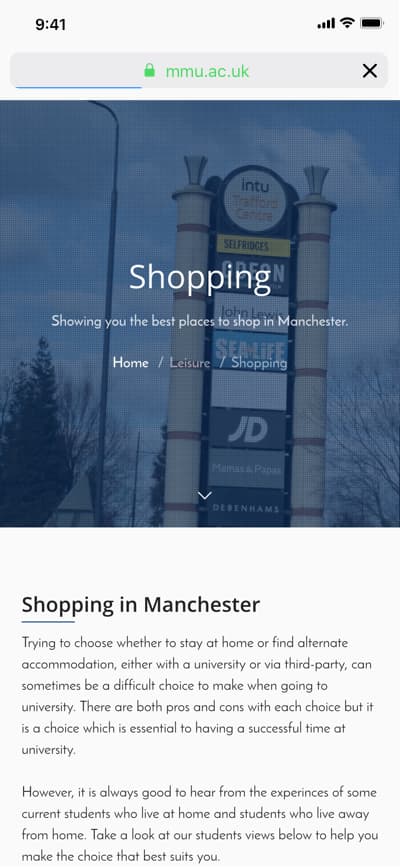 9:41
mmu.ac.uk
intu
Trafford
Centre
SELFRIDGES
ODEON
Shopping
John Lewis
Showing you the best places to shop in Manchester.
SEA LIFE
Home / Leisure / Shopping
JD
Mamas & Papas
DEBENHAMS
Shopping in Manchester
Trying to choose whether to stay at home or find alternate
accommodation, either with a university or via third-party, can
sometimes be a difficult choice to make when going to
university. There are both pros and cons with each choice but it
is a choice which is essential to having a successful time at
university.
However, it is always good to hear from the experinces of some
current students who live at home and students who live away
from home. Take a look at our students views below to help you
make the choice that best suits you.